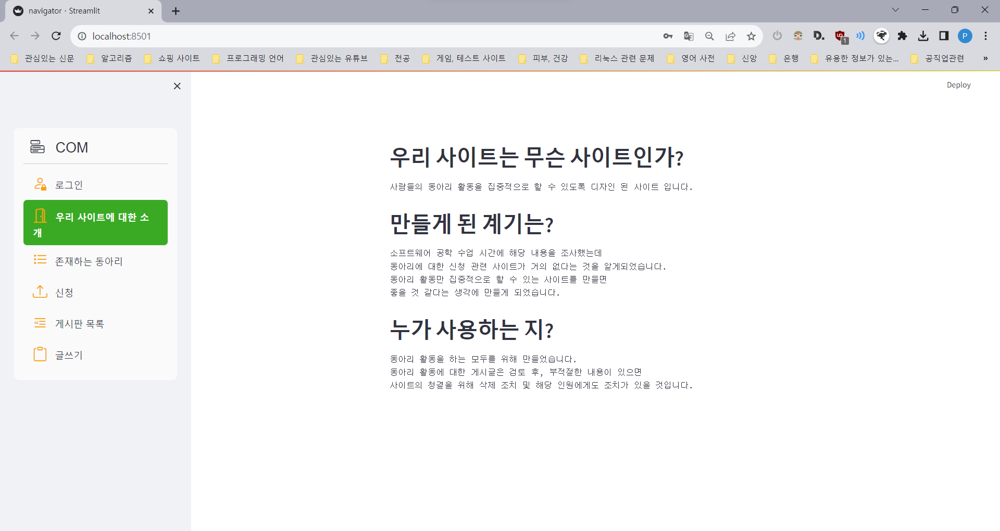 navigator · Streamlit
localhost:8501
관심있는 신문 알고리즘 쇼핑 사이트 프로그래밍 언어 관심있는 유튜브 전공 게임, 테스트 사이트 피부, 건강 리눅스 관련 문제 영어 사전 신앙 은행 유용한 정보가 있는... 공직업관련 »
Deploy
COM
로그인
우리 사이트에 대한 소
개
존재하는 동아리
신청
게시판 목록
글쓰기
우리 사이트는 무슨 사이트인가?
사람들의 동아리 활동을 집중적으로 할 수 있도록 디자인 된 사이트 입니다.
만들게 된 계기는?
소프트웨어 공학 수업 시간에 해당 내용을 조사했는데
동아리에 대한 신청 관련 사이트가 거의 없다는 것을 알게되었습니다.
동아리 활동만 집중적으로 할 수 있는 사이트를 만들면
좋을 것 같다는 생각에 만들게 되었습니다.
누가 사용하는 지?
동아리 활동을 하는 모두를 위해 만들었습니다.
동아리 활동에 대한 게시글은 검토 후, 부적절한 내용이 있으면
사이트의 청결을 위해 삭제 조치 및 해당 인원에게도 조치가 있을 것입니다.